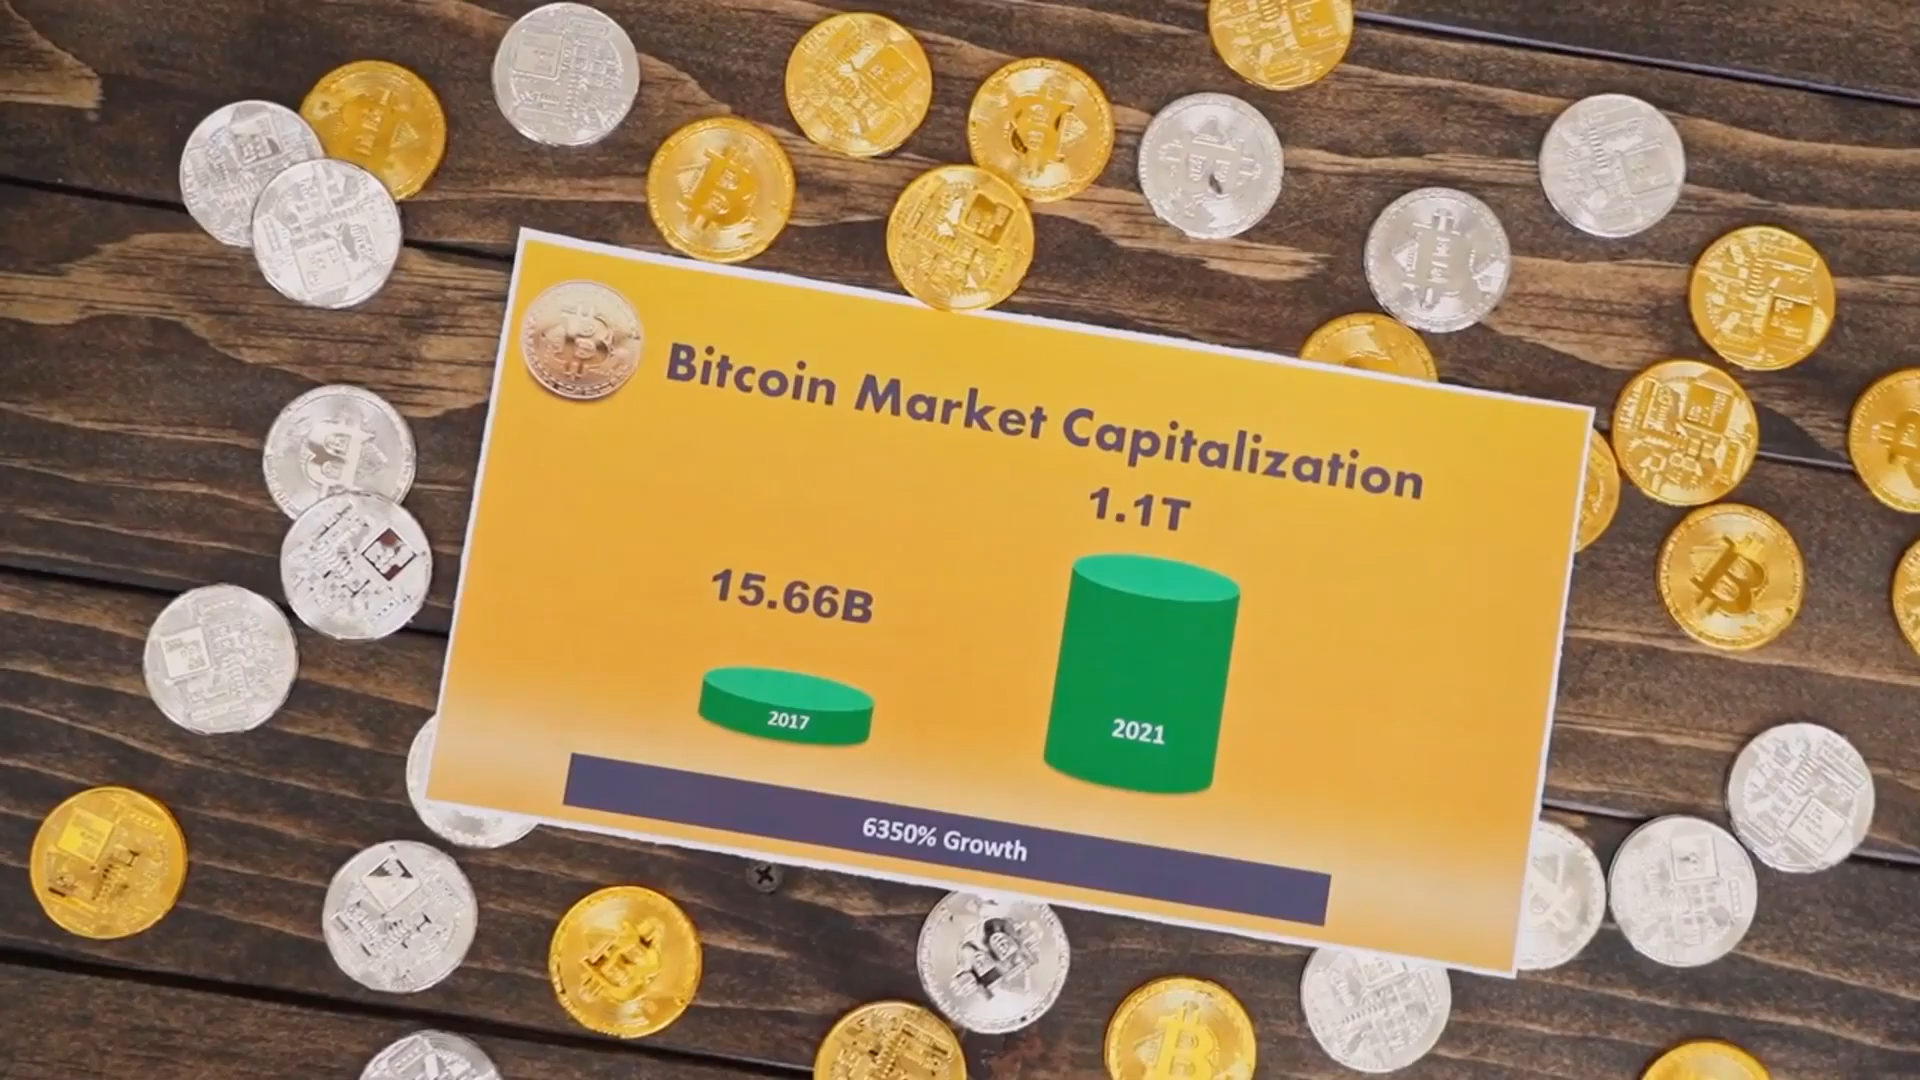 Bitcoin Market Capitalization
1.1T
15.66B
2017
2021
6350% Growth